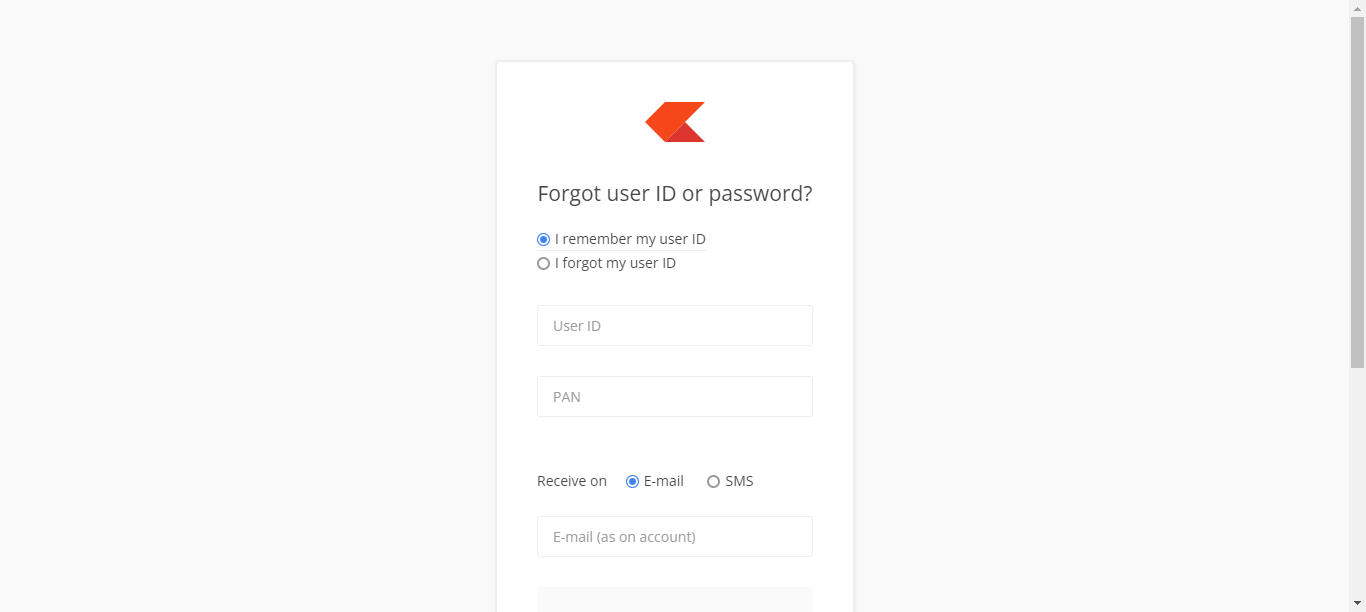 Forgot user ID or password?
I remember my user ID
I forgot my user ID
User ID
PAN
Receive on E-mail SMS
E-mail (as on account)